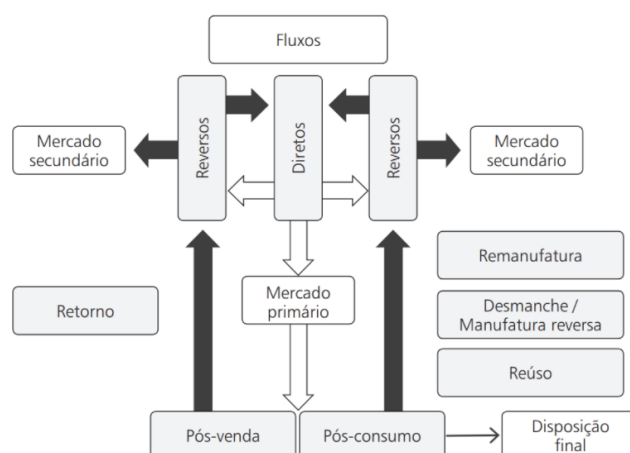 Fluxos
Reversos
Diretos
Reversos
Mercado
secundário
Mercado
secundário
Remanufatura
Mercado
primário
Retorno
Desmanche /
Manufatura reversa
Reúso
Pós-venda
Pós-consumo
Disposição
final